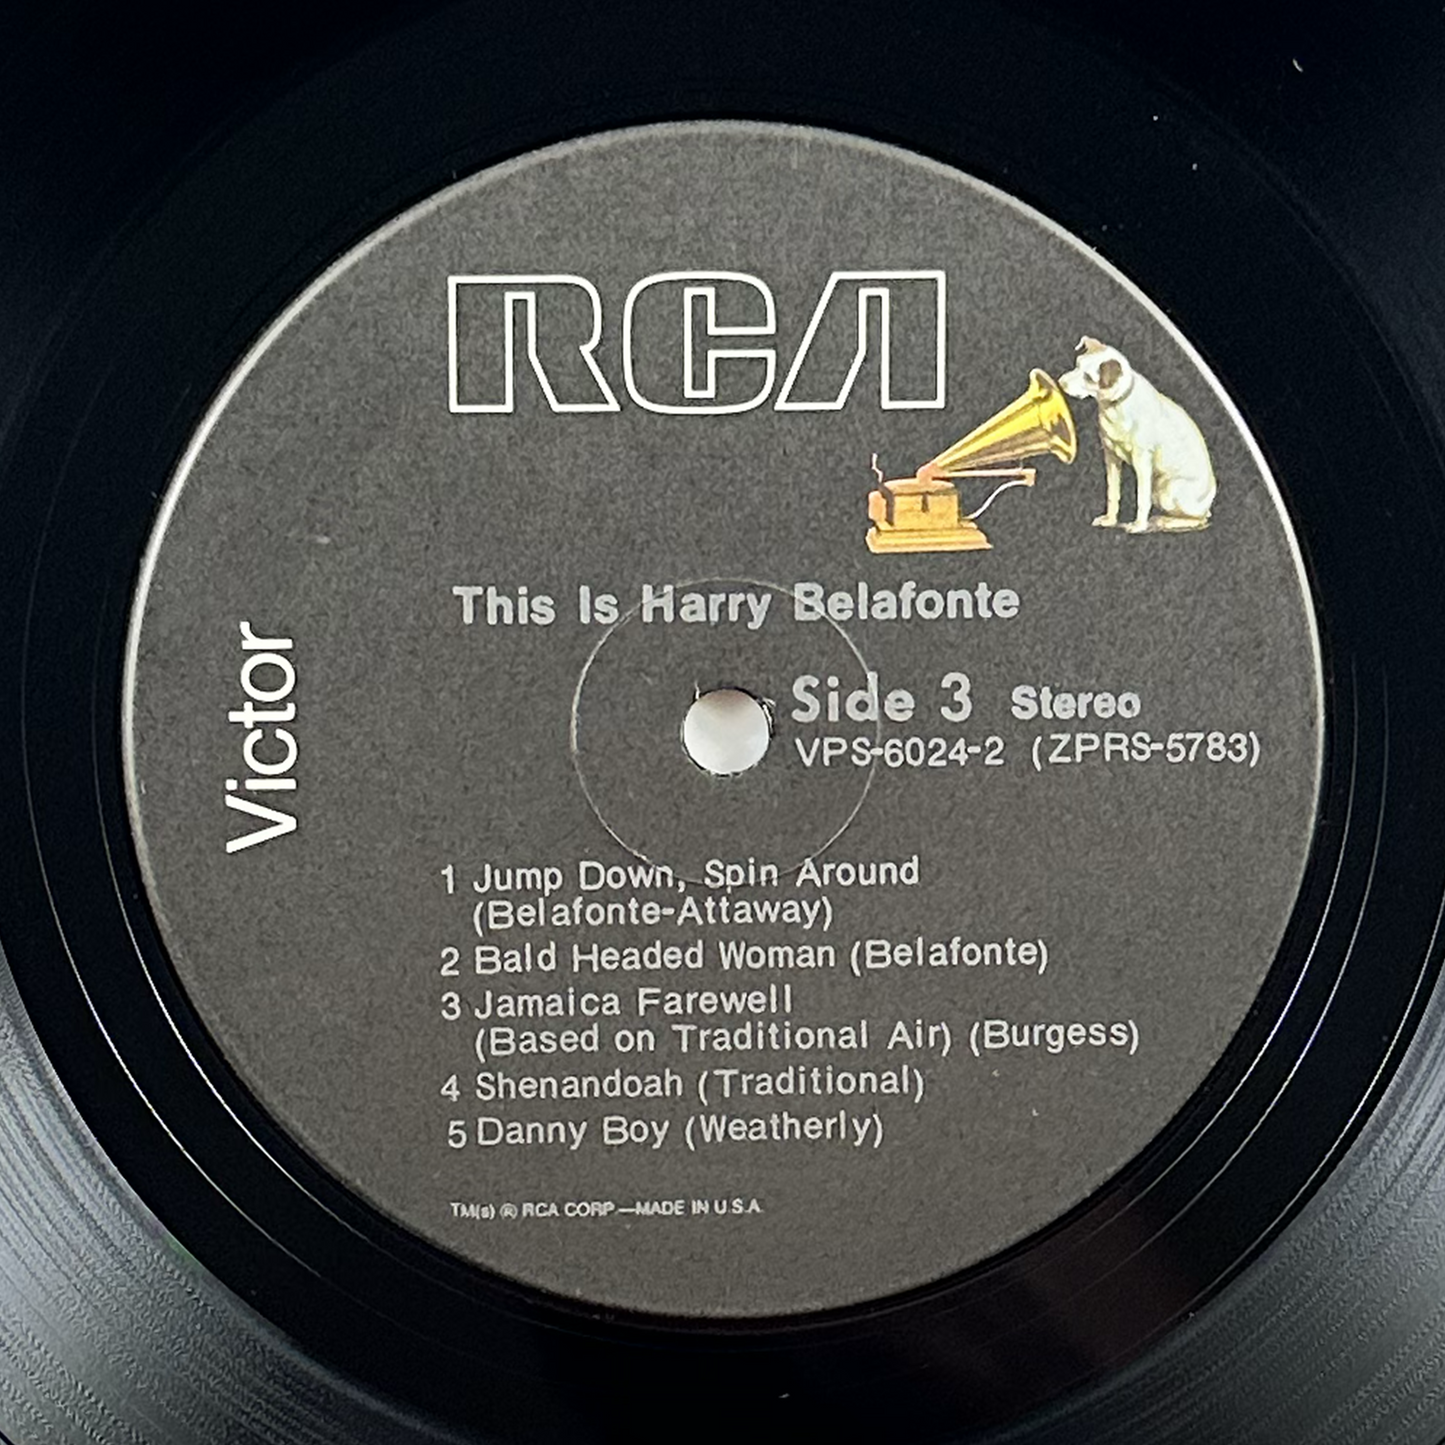 RCA
Victor
This Is Harry Belafonte
Side 3 Stereo
VPS-6024-2 (ZPRS-5783)
1 Jump Down, Spin Around
(Belafonte-Attaway)
2 Bald Headed Woman (Belafonte)
3 Jamaica Farewell
(Based on Traditional Air) (Burgess)
4 Shenandoah (Traditional)
5 Danny Boy (Weatherly)
TM(s) ® RCA CORP—MADE IN U.S.A.